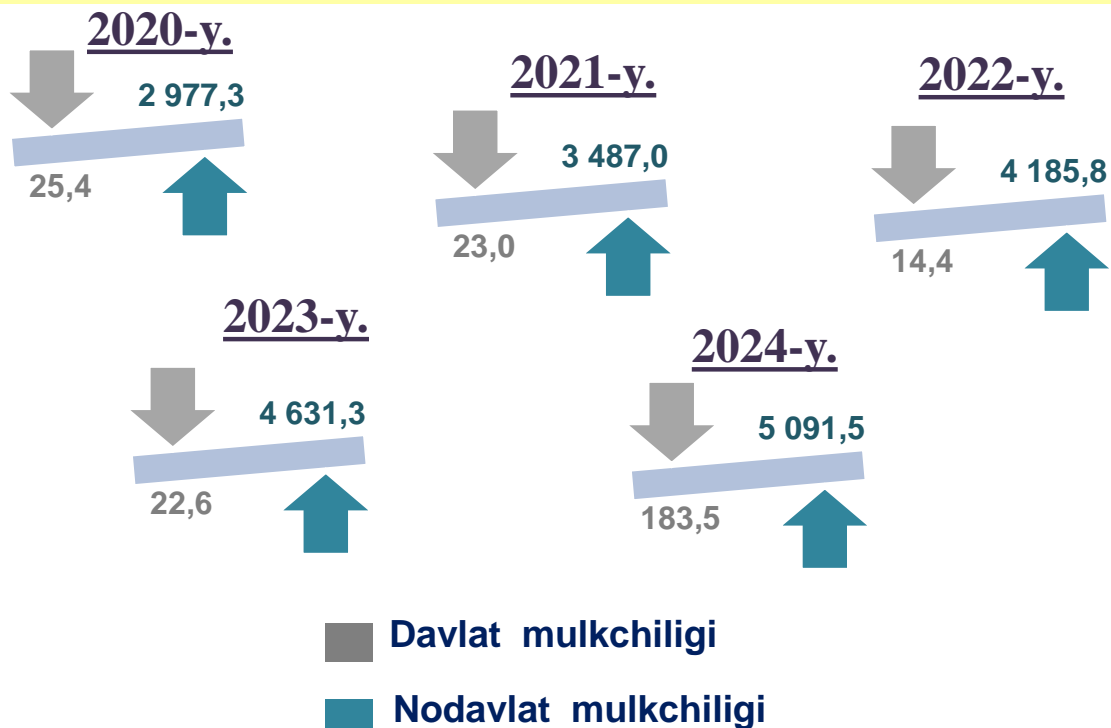 2020-y.
2 977,3
25,4
2021-y.
3 487,0
23,0
2022-y.
4 185,8
14,4
2023-y.
4 631,3
22,6
2024-y.
5 091,5
183,5
Davlat mulkchiligi
Nodavlat mulkchiligi